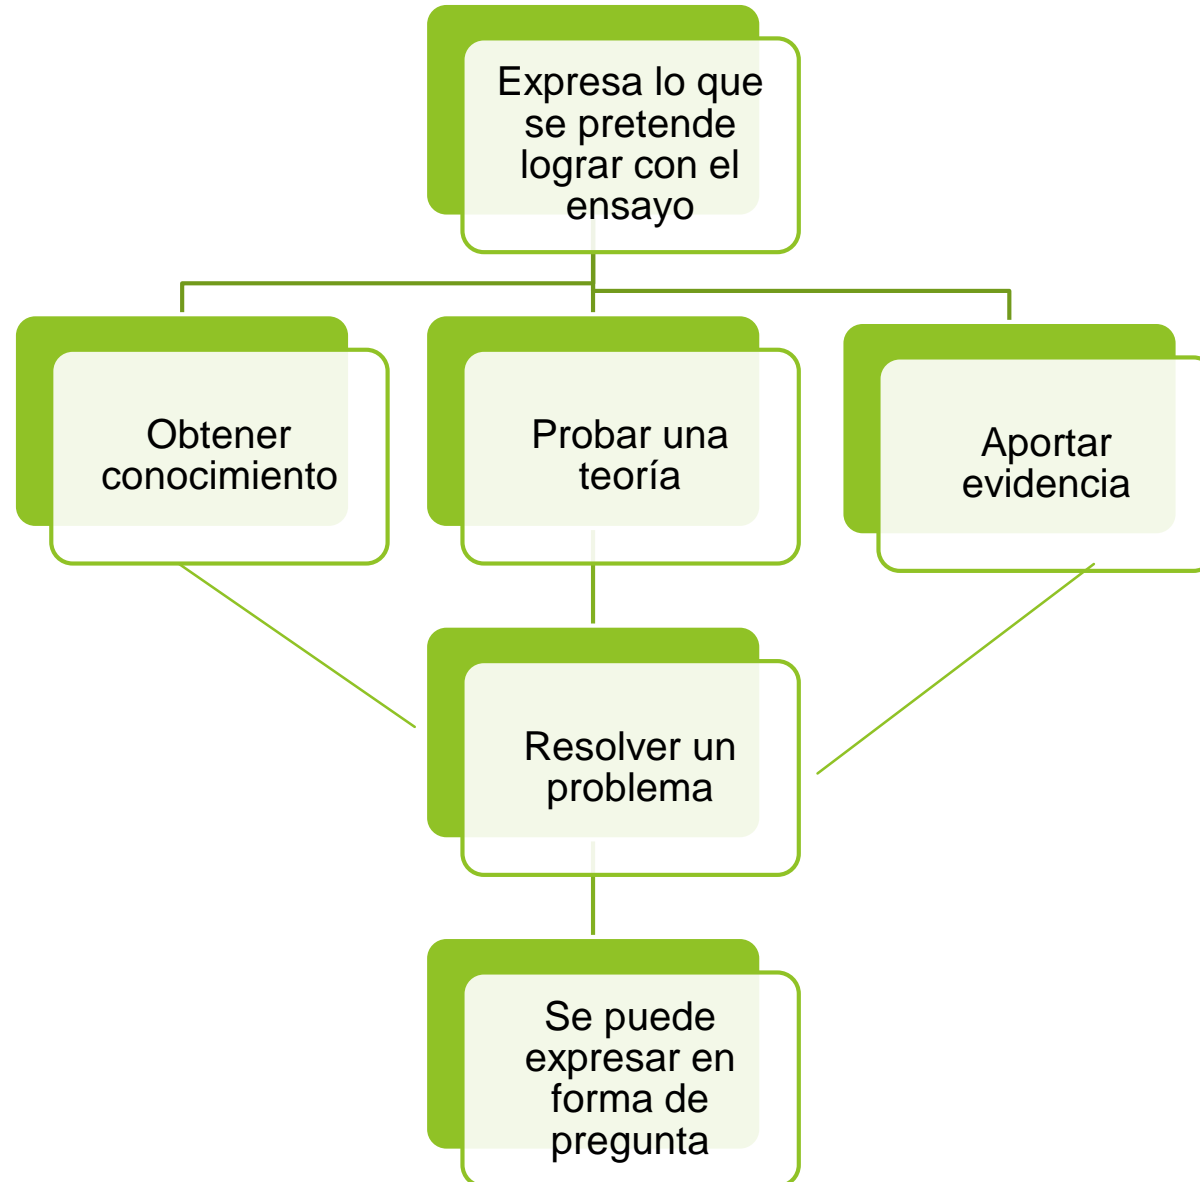 Expresa lo que
se pretende
lograr con el
ensayo
Obtener
conocimiento
Probar una
teoría
Aportar
evidencia
Resolver un
problema
Se puede
expresar en
forma de
pregunta